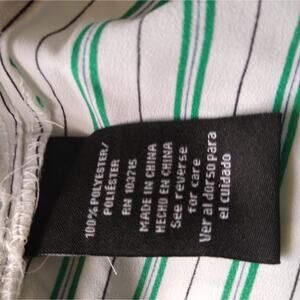 100% POLYESTER/
POLIÉSTER
RN 103715
MADE IN CHINA
HECHO EN CHINA
See reverse
for care
Ver al dorso para
el cuidado